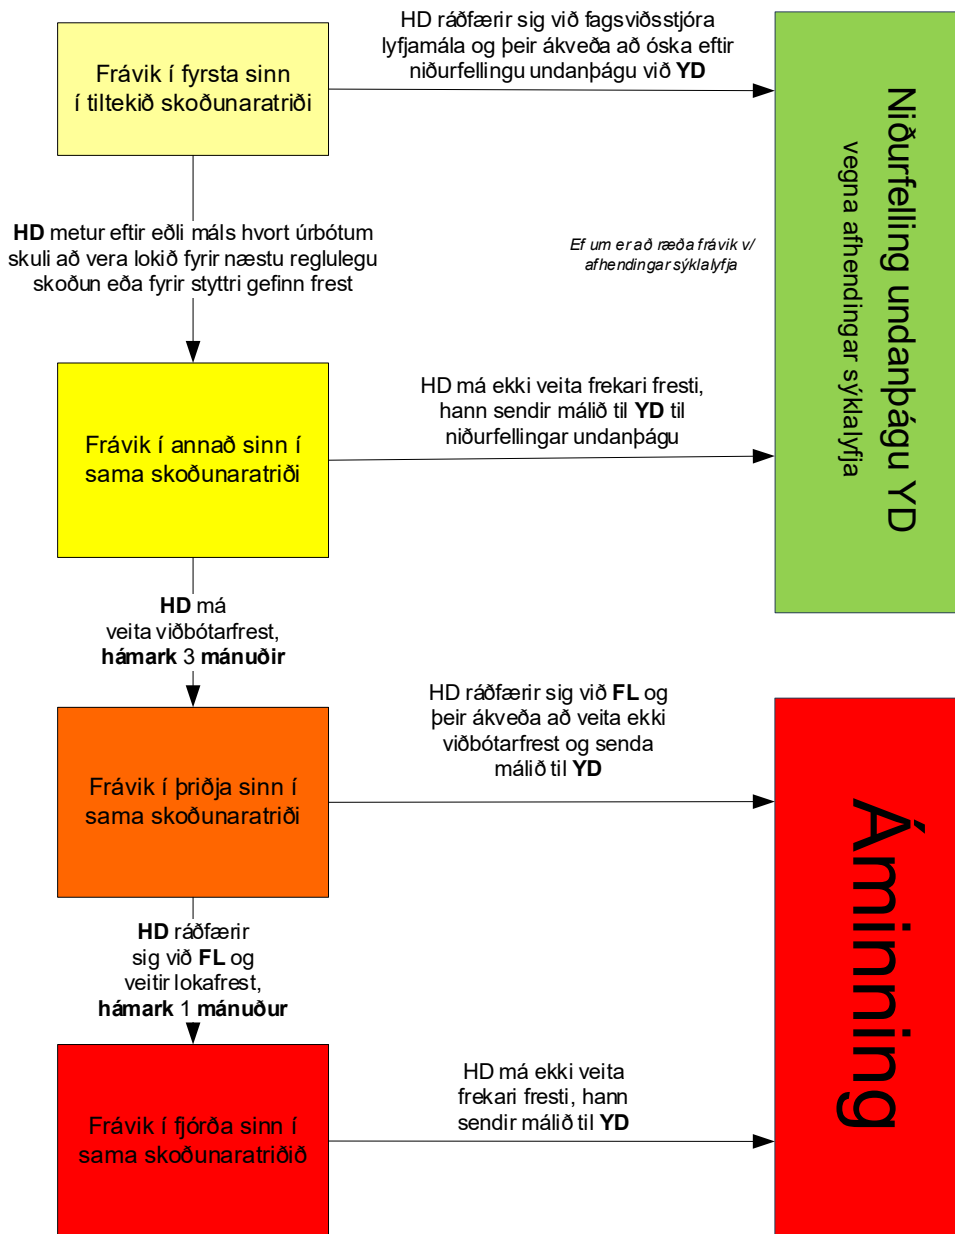 HD ráðfærir sig við fagsviðsstjóra
lyfjamála og þeir ákveða að óska eftir
niðurfellingu undanþágu við YD
Frávik í fyrsta sinn
í tiltekið skoðunaratriði
Niðurfelling undanþágu YD
vegna afhendingar sýklalyfja
HD metur eftir eðli máls hvort úrbótum
skuli að vera lokið fyrir næstu reglulegu
skoðun eða fyrir styttri gefinn frest
Ef um er að ræða frávik v/
afhendingar sýklalyfja
Frávik í annað sinn í
sama skoðunaratriði
HD má ekki veita frekari fresti,
hann sendir málið til YD til
niðurfellingar undanþágu
HD má
veita viðbótarfrest,
hámark 3 mánuðir
Frávik í þriðja sinn í
sama skoðunaratriði
HD ráðfærir sig við FL og
þeir ákveða að veita ekki
viðbótarfrest og senda
málið til YD
Áminning
HD ráðfærir
sig við FL og
veitir lokafrest,
hámark 1 mánuður
Frávik í fjórða sinn í
sama skoðunaratriðið
HD má ekki veita
frekari fresti, hann
sendir málið til YD